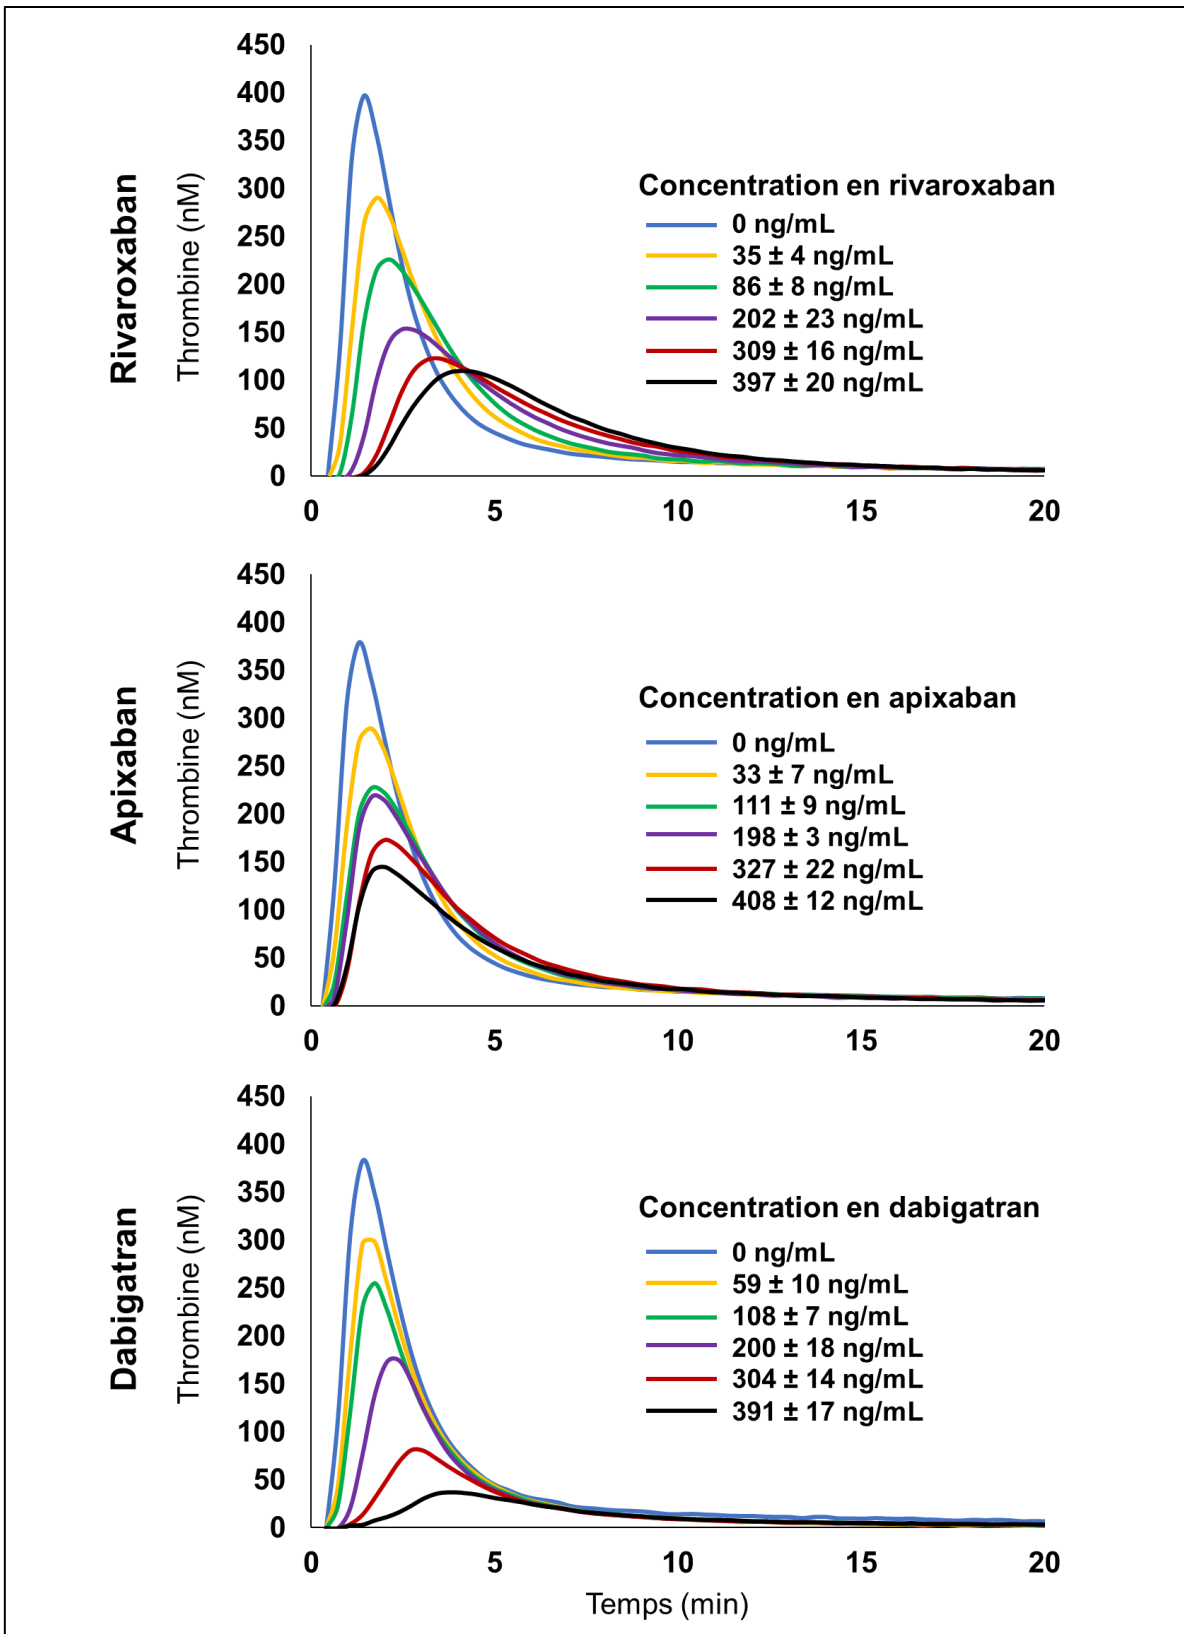 Rivaroxaban
Thrombine (nM)
450
400
350
300
250
200
150
100
50
0
0 5 10 15 20
Concentration en rivaroxaban
0 ng/mL
35 ± 4 ng/mL
86 ± 8 ng/mL
202 ± 23 ng/mL
309 ± 16 ng/mL
397 ± 20 ng/mL
Apixaban
Thrombine (nM)
450
400
350
300
250
200
150
100
50
0
0 5 10 15 20
Concentration en apixaban
0 ng/mL
33 ± 7 ng/mL
111 ± 9 ng/mL
198 ± 3 ng/mL
327 ± 22 ng/mL
408 ± 12 ng/mL
Dabigatran
Thrombine (nM)
450
400
350
300
250
200
150
100
50
0
0 5 10 15 20
Concentration en dabigatran
0 ng/mL
59 ± 10 ng/mL
108 ± 7 ng/mL
200 ± 18 ng/mL
304 ± 14 ng/mL
391 ± 17 ng/mL
Temps (min)